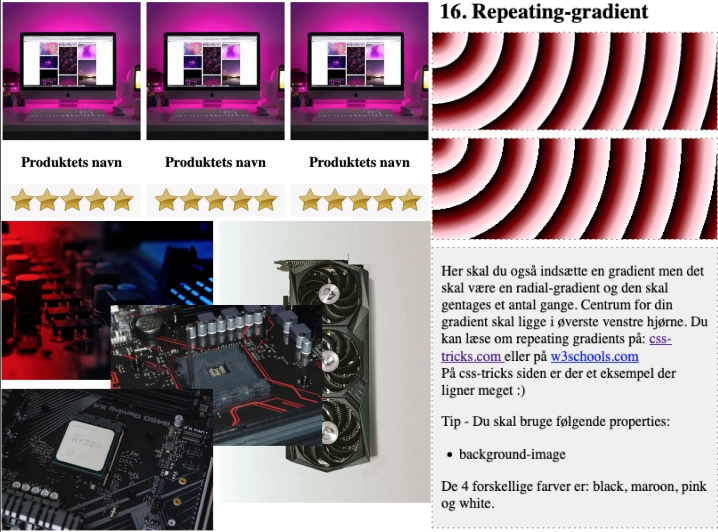 16. Repeating-gradient
Produktets navn
Produktets navn
Produktets navn
Her skal du også indsætte en gradient men det
skal være en radial-gradient og den skal
gentages et antal gange. Centrum for din
gradient skal ligge i øverste venstre hjørne. Du
kan læse om repeating gradients på: css-
tricks.com eller på w3schools.com
På css-tricks siden er der et eksempel der
ligner meget :)
Tip - Du skal bruge følgende properties:
• background-image
De 4 forskellige farver er: black, maroon, pink
og white.
B450 Gaming K4
RYZEN